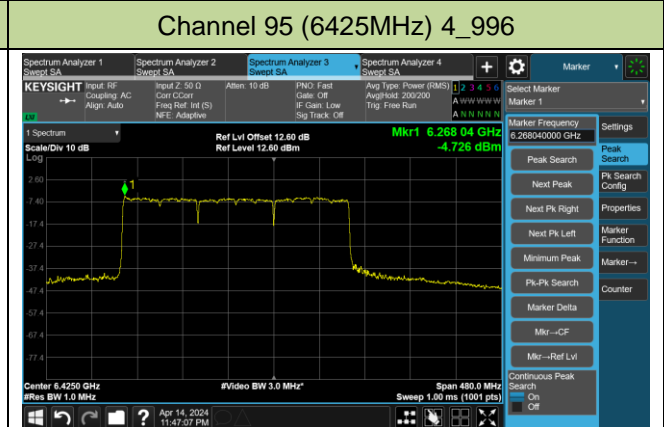 Channel 95 (6425MHz) 4_996
Spectrum Analyzer 1
Swept SA
Spectrum Analyzer 2
Swept SA
Spectrum Analyzer 3
Swept SA
Spectrum Analyzer 4
Swept SA
+
Marker
KEYSIGHT
Input: RF
Coupling: AC
Align: Auto
Input Z: 50 Ω
Corr CCorr
Freq Ref: Int (S)
NFE: Adaptive
Atten: 10 dB
PNO: Fast
Gate: Off
IF Gain: Low
Sig Track: Off
Avg Type: Power (RMS)
Avg|Hold: 200/200
Trig: Free Run
1 2 3 4 5 6
A W W W W W
A N N N N N
Select Marker
Marker 1
1 Spectrum
Scale/Div 10 dB
Log
Ref Lvl Offset 12.60 dB
Ref Level 12.60 dBm
Mkr1 6.268 04 GHz
-4.726 dBm
Marker Frequency
6.268040000 GHz
Peak Search
Next Peak
Next Pk Right
Next Pk Left
Minimum Peak
Pk-Pk Search
Marker Delta
Mkr→CF
Mkr→Ref Lvl
Continuous Peak
Search
On
Off
Settings
Peak
Search
Pk Search
Config
Properties
Marker
Function
Marker→
Counter
1
2.60
-7.40
-17.4
-27.4
-37.4
-47.4
-57.4
-67.4
-77.4
Center 6.4250 GHz
#Res BW 1.0 MHz
#Video BW 3.0 MHz*
Span 480.0 MHz
Sweep 1.00 ms (1001 pts)
?
Apr 14, 2024
11:47:07 PM